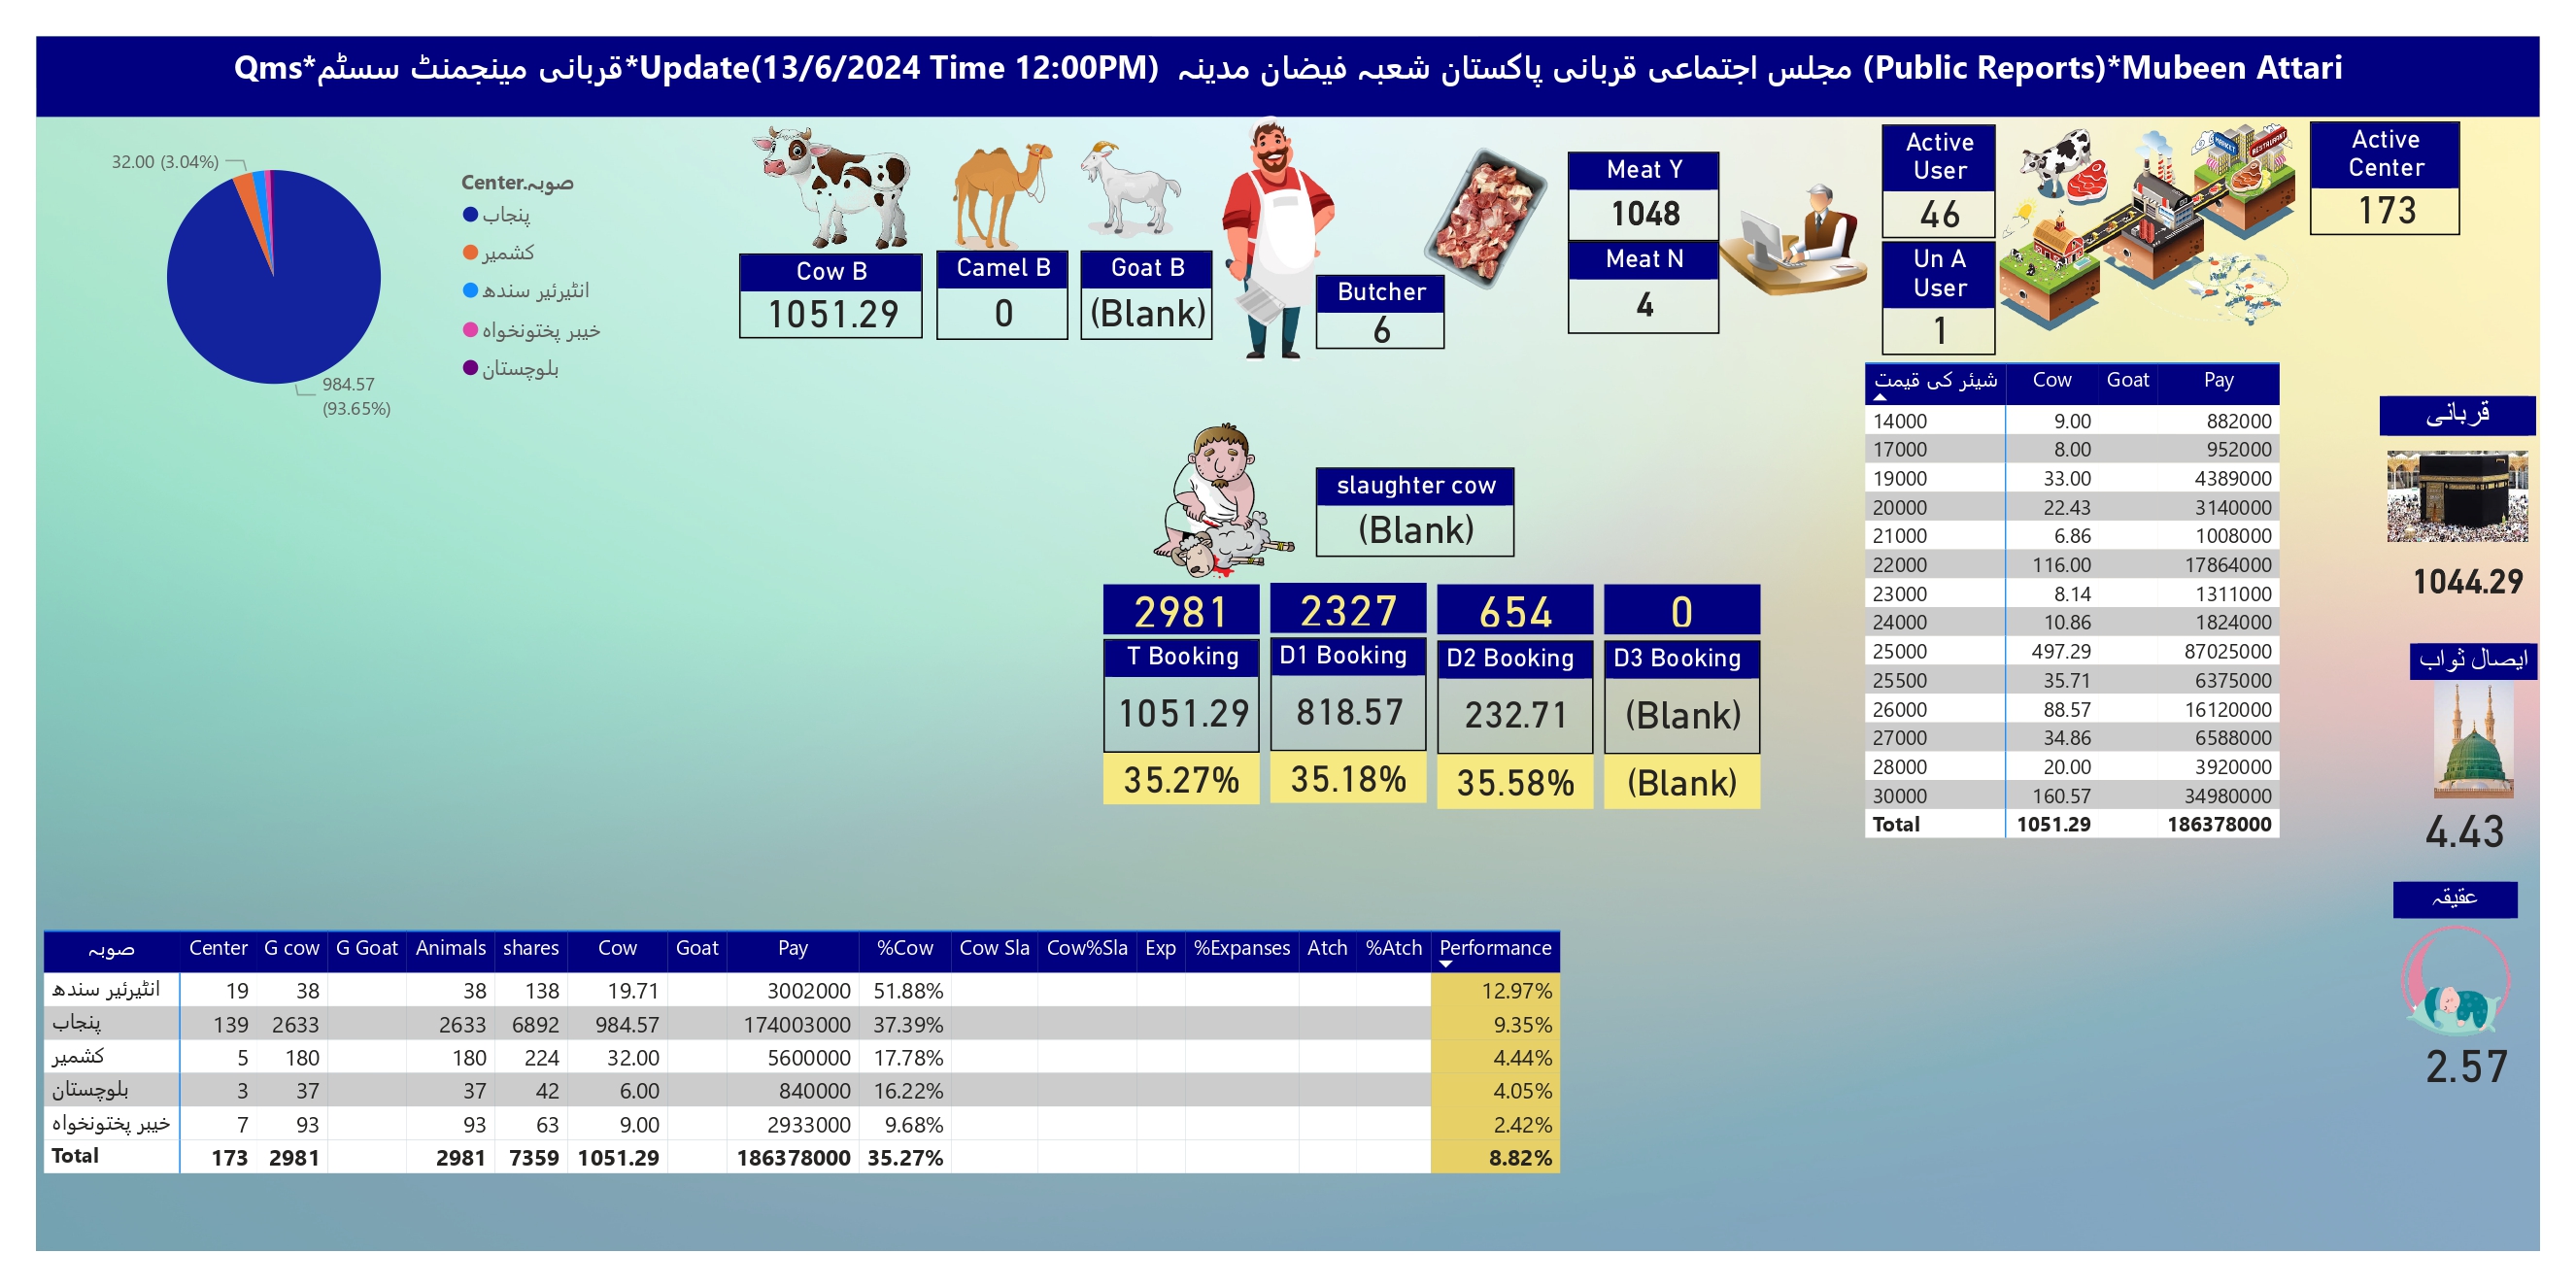 Qms*قربانی مینجمنٹ سسٹم*Update(13/6/2024 Time 12:00PM) مجلس اجتماعی قربانی پاکستان شعبہ فیضان مدینہ (Public Reports)*Mubeen Attari
32.00 (3.04%)
984.57
(93.65%)
Center.صوبہ
پنجاب
کشمیر
انٹیرئیر سندھ
خیبر پختونخواہ
بلوچستان
Cow B
1051.29
Camel B
0
Goat B
(Blank)
Butcher
6
Meat Y
1048
Meat N
4
Active User
46
Un A User
1
MARKET
RESTAURANT
Active Center
173
slaughter cow
(Blank)
2981 2327 654 0
T Booking D1 Booking D2 Booking D3 Booking
1051.29 818.57 232.71 (Blank)
35.27% 35.18% 35.58% (Blank)
شیئر کی قیمت Cow Goat Pay
14000 9.00 882000
17000 8.00 952000
19000 33.00 4389000
20000 22.43 3140000
21000 6.86 1008000
22000 116.00 17864000
23000 8.14 1311000
24000 10.86 1824000
25000 497.29 87025000
25500 35.71 6375000
26000 88.57 16120000
27000 34.86 6588000
28000 20.00 3920000
30000 160.57 34980000
Total 1051.29 186378000
قربانی
1044.29
ایصال ثواب
4.43
عقیقہ
2.57
صوبہ Center G cow G Goat Animals shares Cow Goat Pay %Cow Cow Sla Cow%Sla Exp %Expanses Atch %Atch Performance
انٹیرئیر سندھ 19 38 38 138 19.71 3002000 51.88% 12.97%
پنجاب 139 2633 2633 6892 984.57 174003000 37.39% 9.35%
کشمیر 5 180 180 224 32.00 5600000 17.78% 4.44%
بلوچستان 3 37 37 42 6.00 840000 16.22% 4.05%
خیبر پختونخواہ 7 93 93 63 9.00 2933000 9.68% 2.42%
Total 173 2981 2981 7359 1051.29 186378000 35.27% 8.82%